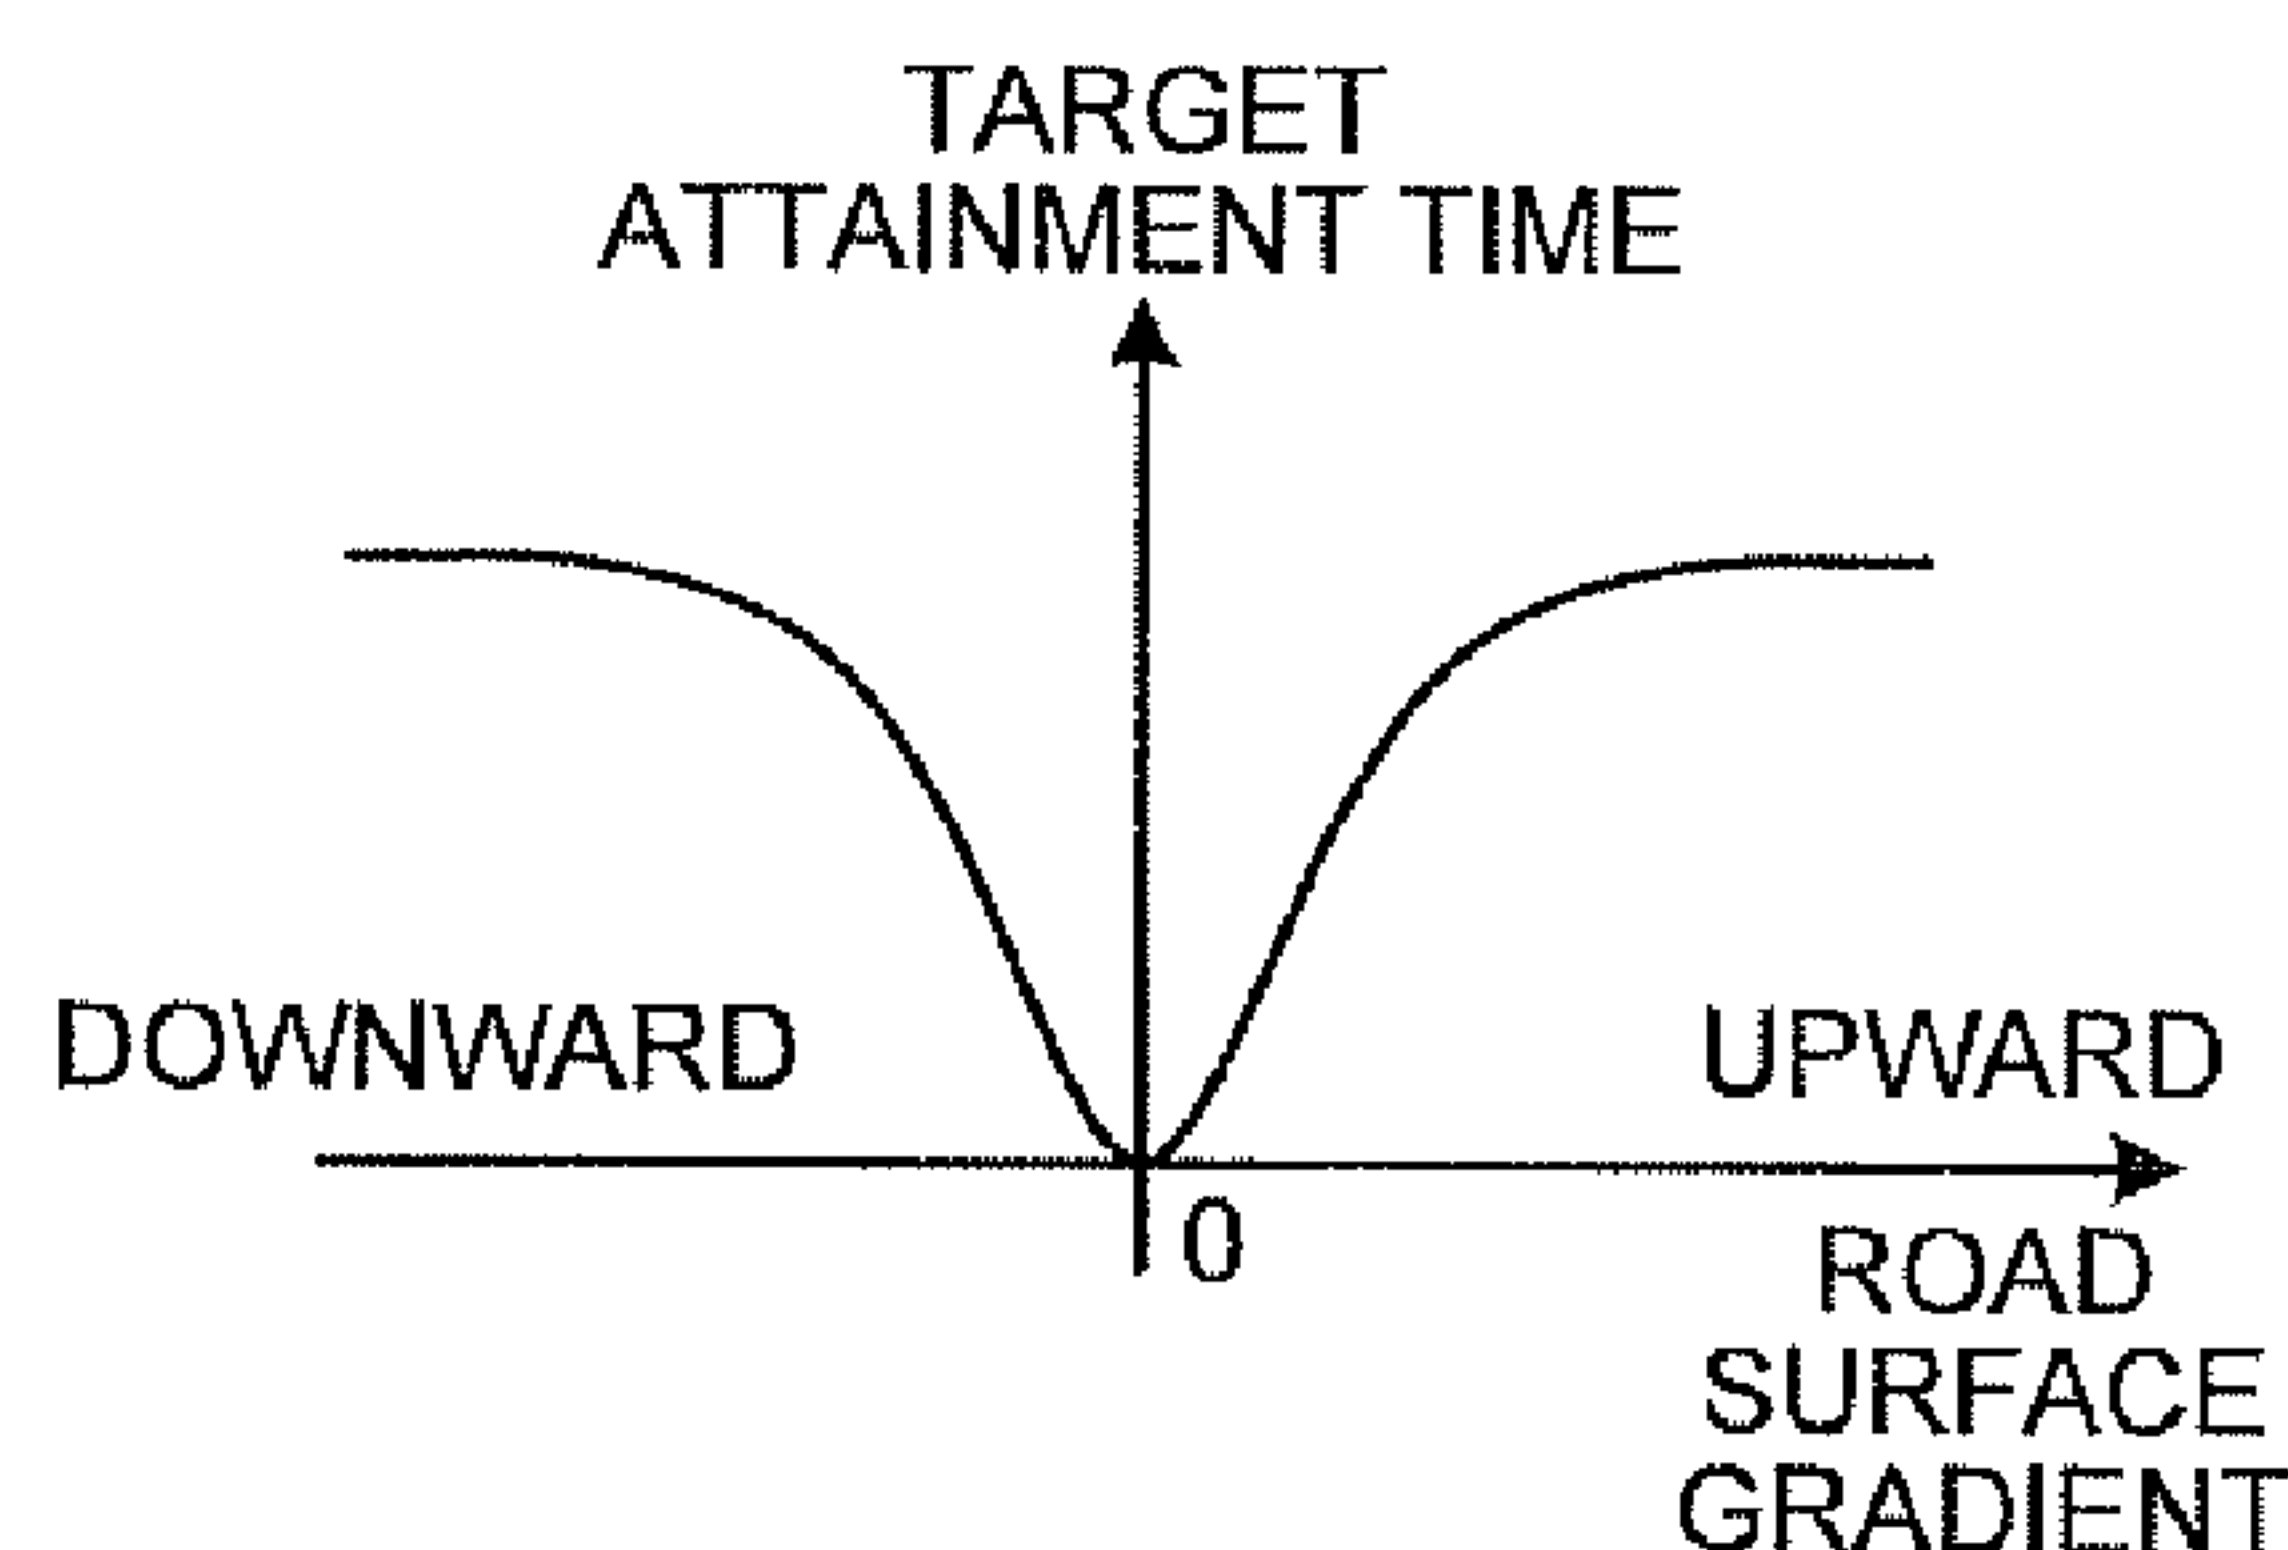 TARGET
ATTAINMENT TIME
DOWNWARD
UPWARD
0
ROAD
SURFACE
GRADIENT